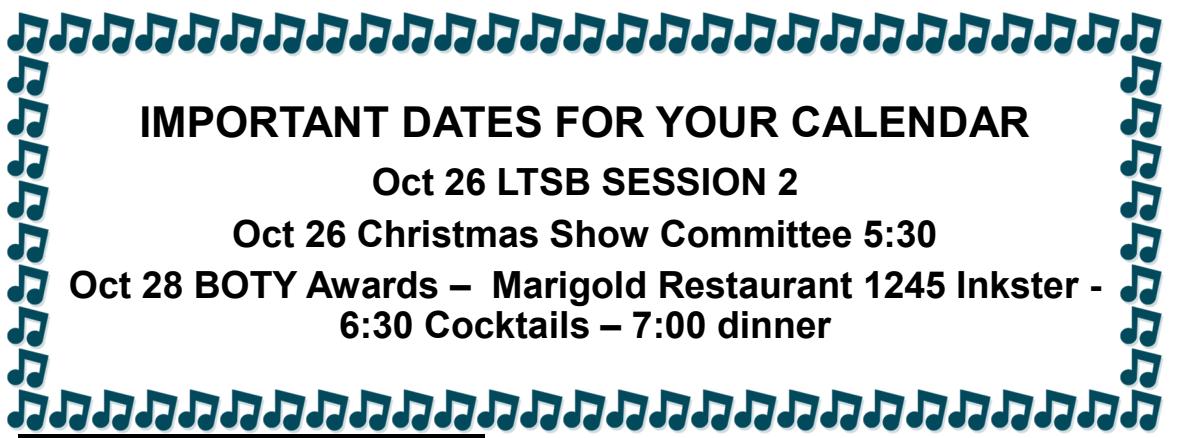 IMPORTANT DATES FOR YOUR CALENDAR
Oct 26 LTSB SESSION 2
Oct 26 Christmas Show Committee 5:30
Oct 28 BOTY Awards –  Marigold Restaurant 1245 Inkster -
6:30 Cocktails – 7:00 dinner